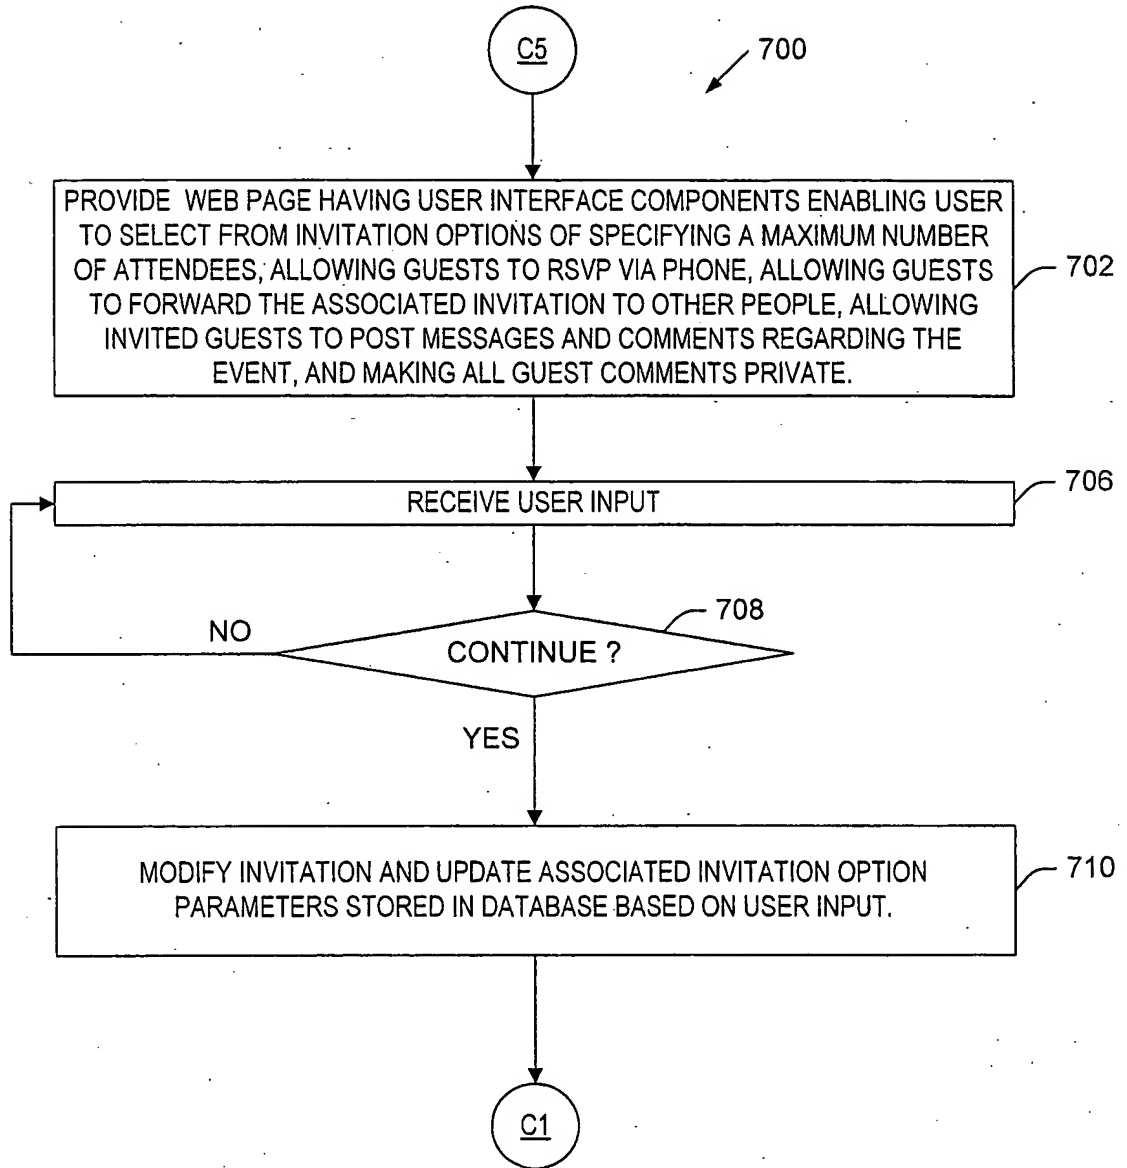 C5
700
PROVIDE WEB PAGE HAVING USER INTERFACE COMPONENTS ENABLING USER
TO SELECT FROM INVITATION OPTIONS OF SPECIFYING A MAXIMUM NUMBER
OF ATTENDEES, ALLOWING GUESTS TO RSVP VIA PHONE, ALLOWING GUESTS
TO FORWARD THE ASSOCIATED INVITATION TO OTHER PEOPLE, ALLOWING
INVITED GUESTS TO POST MESSAGES AND COMMENTS REGARDING THE
EVENT, AND MAKING ALL GUEST COMMENTS PRIVATE.
702
RECEIVE USER INPUT
706
708
NO
CONTINUE ?
YES
MODIFY INVITATION AND UPDATE ASSOCIATED INVITATION OPTION
PARAMETERS STORED IN DATABASE BASED ON USER INPUT.
710
C1